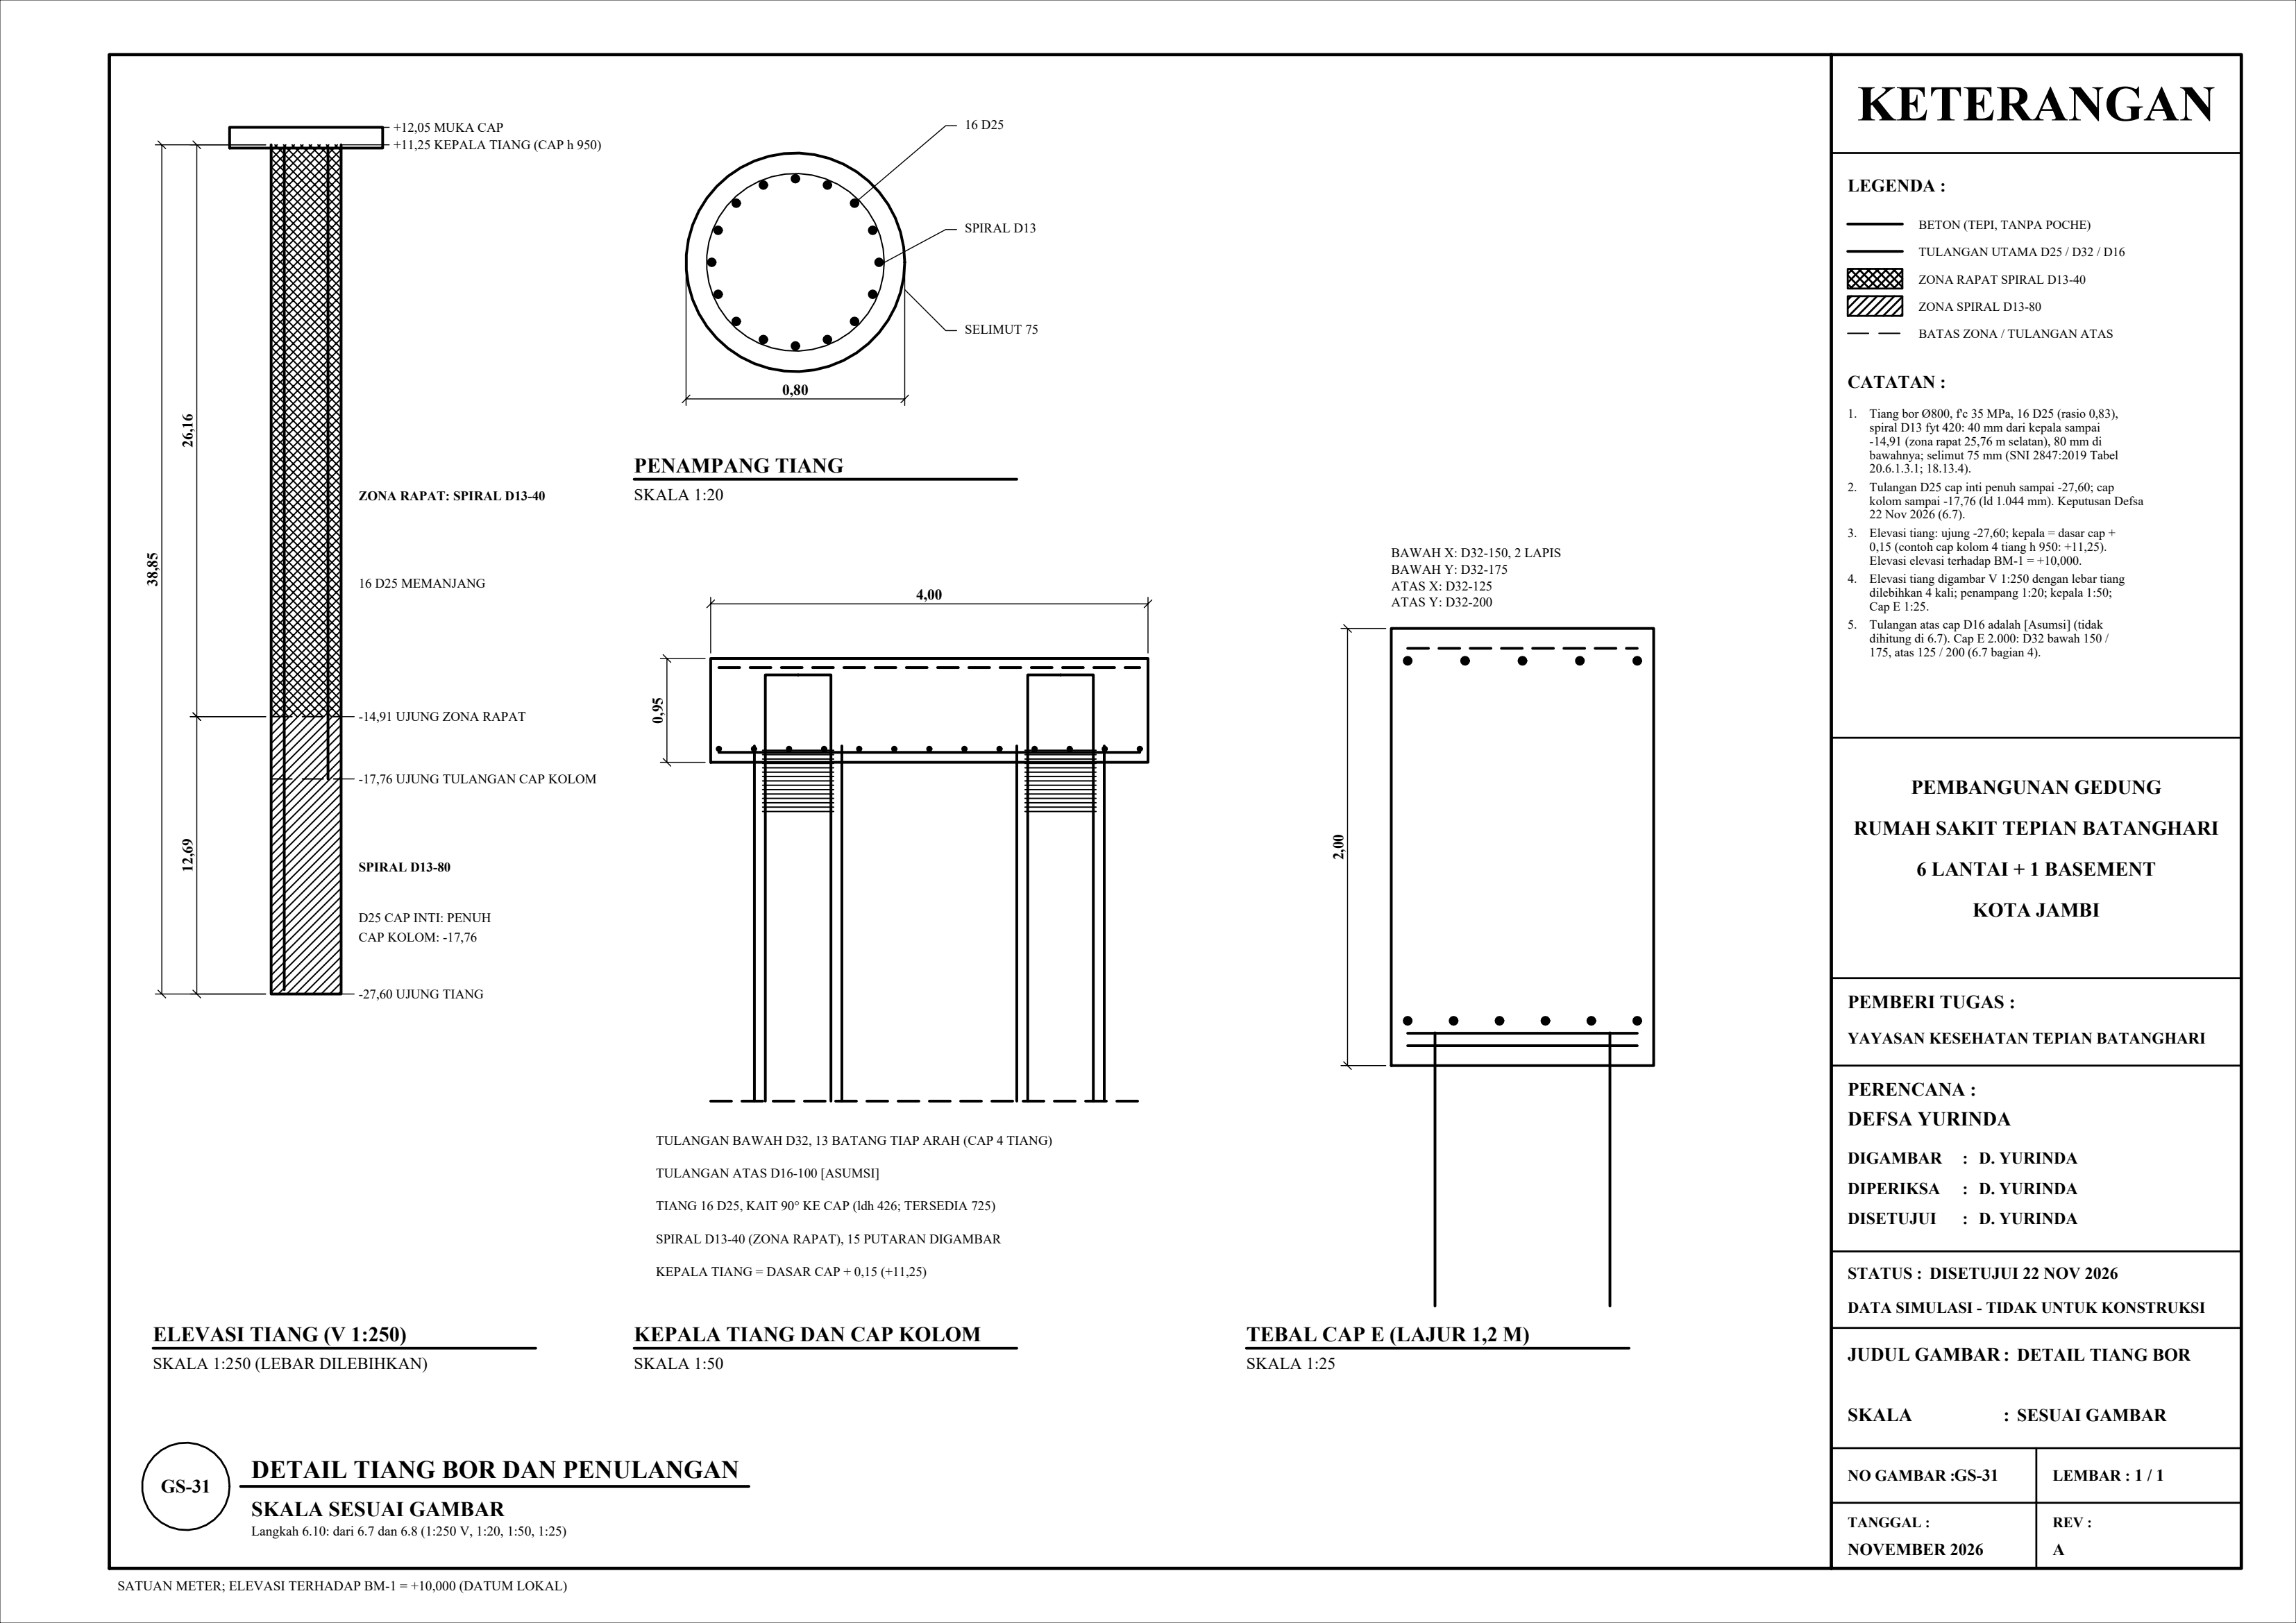 +12,05 MUKA CAP
+11,25 KEPALA TIANG (CAP h 950)
26,16
38,85
12,69
ZONA RAPAT: SPIRAL D13-40
16 D25 MEMANJANG
-14,91 UJUNG ZONA RAPAT
-17,76 UJUNG TULANGAN CAP KOLOM
SPIRAL D13-80
D25 CAP INTI: PENUH
CAP KOLOM: -17,76
-27,60 UJUNG TIANG
ELEVASI TIANG (V 1:250)
SKALA 1:250 (LEBAR DILEBIHKAN)
16 D25
SPIRAL D13
SELIMUT 75
0,80
PENAMPANG TIANG
SKALA 1:20
4,00
0,95
TULANGAN BAWAH D32, 13 BATANG TIAP ARAH (CAP 4 TIANG)
TULANGAN ATAS D16-100 [ASUMSI]
TIANG 16 D25, KAIT 90° KE CAP (ldh 426; TERSEDIA 725)
SPIRAL D13-40 (ZONA RAPAT), 15 PUTARAN DIGAMBAR
KEPALA TIANG = DASAR CAP + 0,15 (+11,25)
KEPALA TIANG DAN CAP KOLOM
SKALA 1:50
BAWAH X: D32-150, 2 LAPIS
BAWAH Y: D32-175
ATAS X: D32-125
ATAS Y: D32-200
2,00
TEBAL CAP E (LAJUR 1,2 M)
SKALA 1:25
GS-31
DETAIL TIANG BOR DAN PENULANGAN
SKALA SESUAI GAMBAR
Langkah 6.10: dari 6.7 dan 6.8 (1:250 V, 1:20, 1:50, 1:25)
SATUAN METER; ELEVASI TERHADAP BM-1 = +10,000 (DATUM LOKAL)
KETERANGAN
LEGENDA :
BETON (TEPI, TANPA POCHE)
TULANGAN UTAMA D25 / D32 / D16
ZONA RAPAT SPIRAL D13-40
ZONA SPIRAL D13-80
BATAS ZONA / TULANGAN ATAS
CATATAN :
1. Tiang bor Ø800, f'c 35 MPa, 16 D25 (rasio 0,83),
spiral D13 fyt 420: 40 mm dari kepala sampai
-14,91 (zona rapat 25,76 m selatan), 80 mm di
bawahnya; selimut 75 mm (SNI 2847:2019 Tabel
20.6.1.3.1; 18.13.4).
2. Tulangan D25 cap inti penuh sampai -27,60; cap
kolom sampai -17,76 (ld 1.044 mm). Keputusan Defsa
22 Nov 2026 (6.7).
3. Elevasi tiang: ujung -27,60; kepala = dasar cap +
0,15 (contoh cap kolom 4 tiang h 950: +11,25).
Elevasi elevasi terhadap BM-1 = +10,000.
4. Elevasi tiang digambar V 1:250 dengan lebar tiang
dilebihkan 4 kali; penampang 1:20; kepala 1:50;
Cap E 1:25.
5. Tulangan atas cap D16 adalah [Asumsi] (tidak
dihitung di 6.7). Cap E 2.000: D32 bawah 150 /
175, atas 125 / 200 (6.7 bagian 4).
PEMBANGUNAN GEDUNG
RUMAH SAKIT TEPIAN BATANGHARI
6 LANTAI + 1 BASEMENT
KOTA JAMBI
PEMBERI TUGAS :
YAYASAN KESEHATAN TEPIAN BATANGHARI
PERENCANA :
DEFSA YURINDA
DIGAMBAR : D. YURINDA
DIPERIKSA : D. YURINDA
DISETUJUI : D. YURINDA
STATUS : DISETUJUI 22 NOV 2026
DATA SIMULASI - TIDAK UNTUK KONSTRUKSI
JUDUL GAMBAR : DETAIL TIANG BOR
SKALA : SESUAI GAMBAR
NO GAMBAR :GS-31
LEMBAR : 1 / 1
TANGGAL :
NOVEMBER 2026
REV :
A